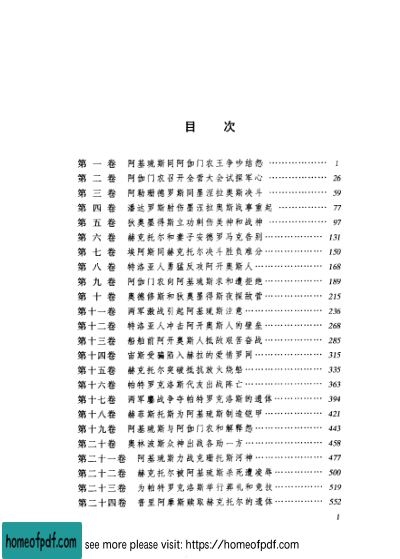 目 次
第 一 卷 阿基琉斯同阿伽门农王争吵结怨 ……………… 1
第 二 卷 阿伽门农召开全营大会试探军心 ……………… 26
第 三 卷 阿勒珊德罗斯同墨涅拉奥斯决斗 ……………… 59
第 四 卷 潘达罗斯射伤墨涅拉奥斯战事重起 ……………… 77
第 五 卷 狄奥墨得斯立功刺伤美神和战神 ……………… 97
第 六 卷 赫克托尔和妻子安德罗马克告别 ……………… 131
第 七 卷 埃阿斯同赫克托尔决斗胜负难分 ……………… 150
第 八 卷 特洛亚人勇猛反攻阿开奥斯人 ……………… 168
第 九 卷 阿伽门农向阿基琉斯求和遭拒绝 ……………… 189
第 十 卷 奥德修斯和狄奥墨得斯夜探敌营 ……………… 215
第十一卷 两军激战引起阿基琉斯注意 ……………… 236
第十二卷 特洛亚人冲击阿开奥斯人的壁垒 ……………… 268
第十三卷 船舶前阿开奥斯人抵敌艰苦奋战 ……………… 285
第十四卷 宙斯受骗陷入赫拉的爱情罗网 ……………… 315
第十五卷 赫克托尔突破抵抗放火烧船 ……………… 335
第十六卷 帕特罗克洛斯代友出战阵亡 ……………… 363
第十七卷 两军鏖战争夺帕特罗克洛斯的遗体 ……………… 394
第十八卷 赫菲斯托斯为阿基琉斯制造铠甲 ……………… 421
第十九卷 阿基琉斯与阿伽门农和解释怨 ……………… 443
第二十卷 奥林波斯众神出战各助一方 ……………… 458
第二十一卷 阿基琉斯力战克珊托斯河神 ……………… 477
第二十二卷 赫克托尔被阿基琉斯杀死遭凌辱 ……………… 500
第二十三卷 为帕特罗克洛斯举行葬礼和竞技 ……………… 519
第二十四卷 普里阿摩斯赎取赫克托尔的遗体 ……………… 552
1
homeofpdf.com see more please visit: https://homeofpdf.com